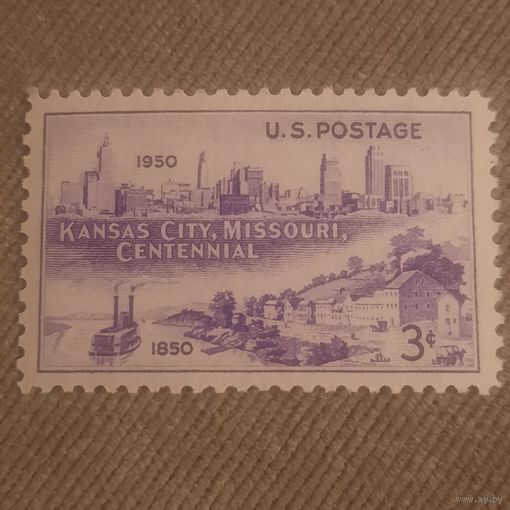 U.S. POSTAGE
1950
KANSAS CITY, MISSOURI,
CENTENNIAL
1850
3¢
www.ay.by